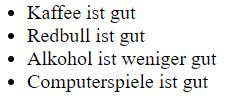 Kaffee ist gut
Redbull ist gut
Alkohol ist weniger gut
Computerspiele ist gut